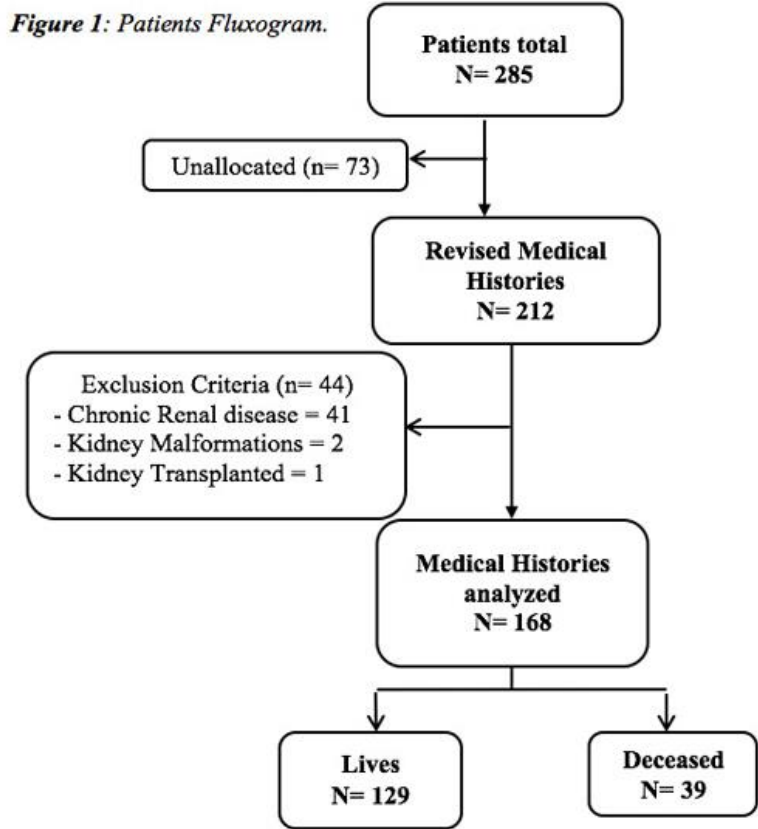 Figure 1: Patients Fluxogram.
Patients total
N= 285
Unallocated (n= 73)
Revised Medical
Histories
N= 212
Exclusion Criteria (n= 44)
- Chronic Renal disease = 41
- Kidney Malformations = 2
- Kidney Transplanted = 1
Medical Histories
analyzed
N= 168
Lives
N= 129
Deceased
N= 39